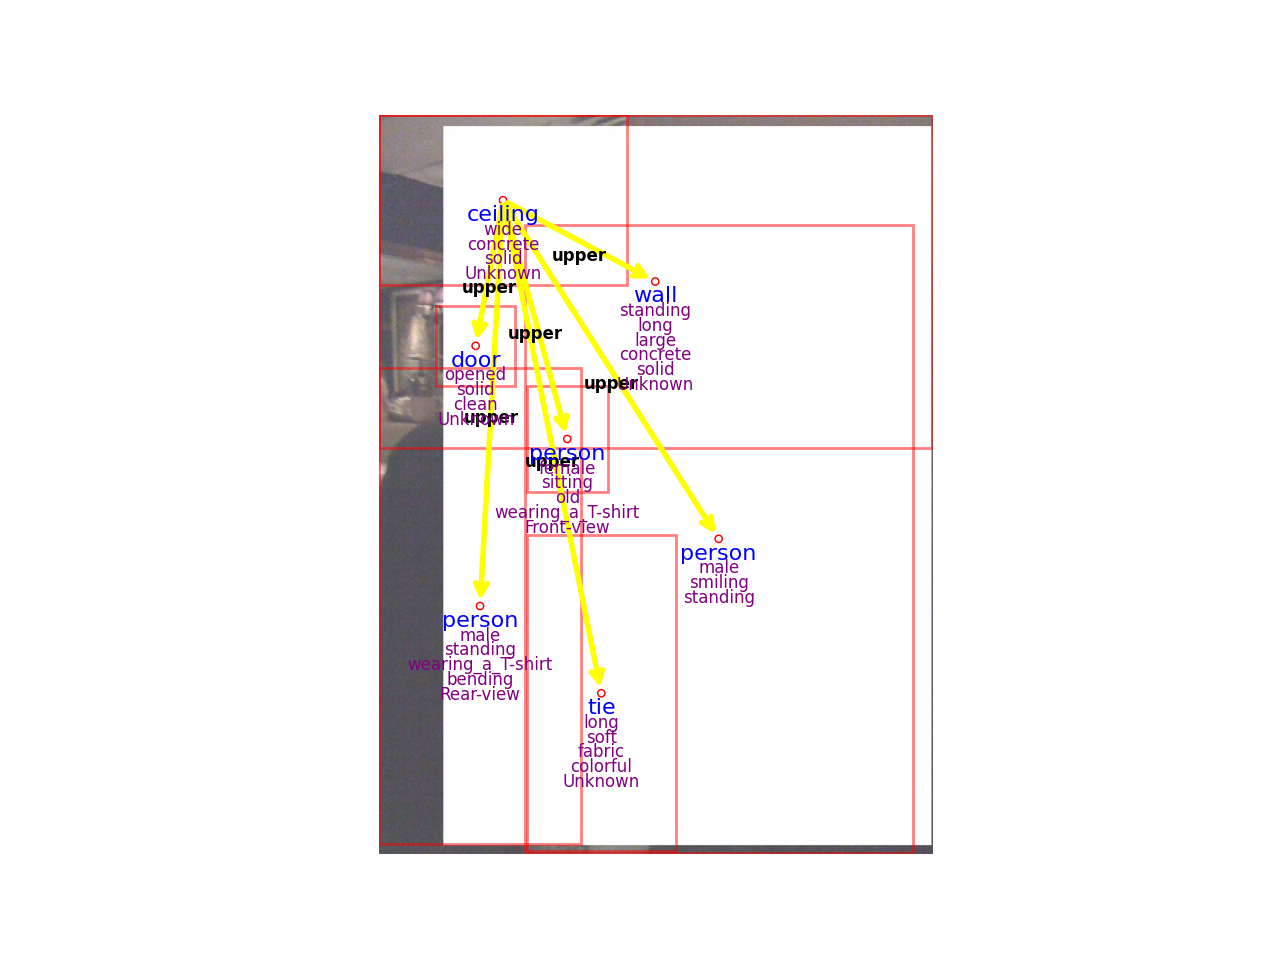 ceiling
wide
concrete
solid
Unknown
upper
upper
wall
standing
long
large
concrete
solid
Unknown
upper
upper
door
opened
solid
clean
Unknown
upper
person
upper
female
sitting
old
wearing_a_T-shirt
Front-view
person
male
smiling
standing
person
male
standing
wearing_a_T-shirt
bending
Rear-view
tie
long
soft
fabric
colorful
Unknown